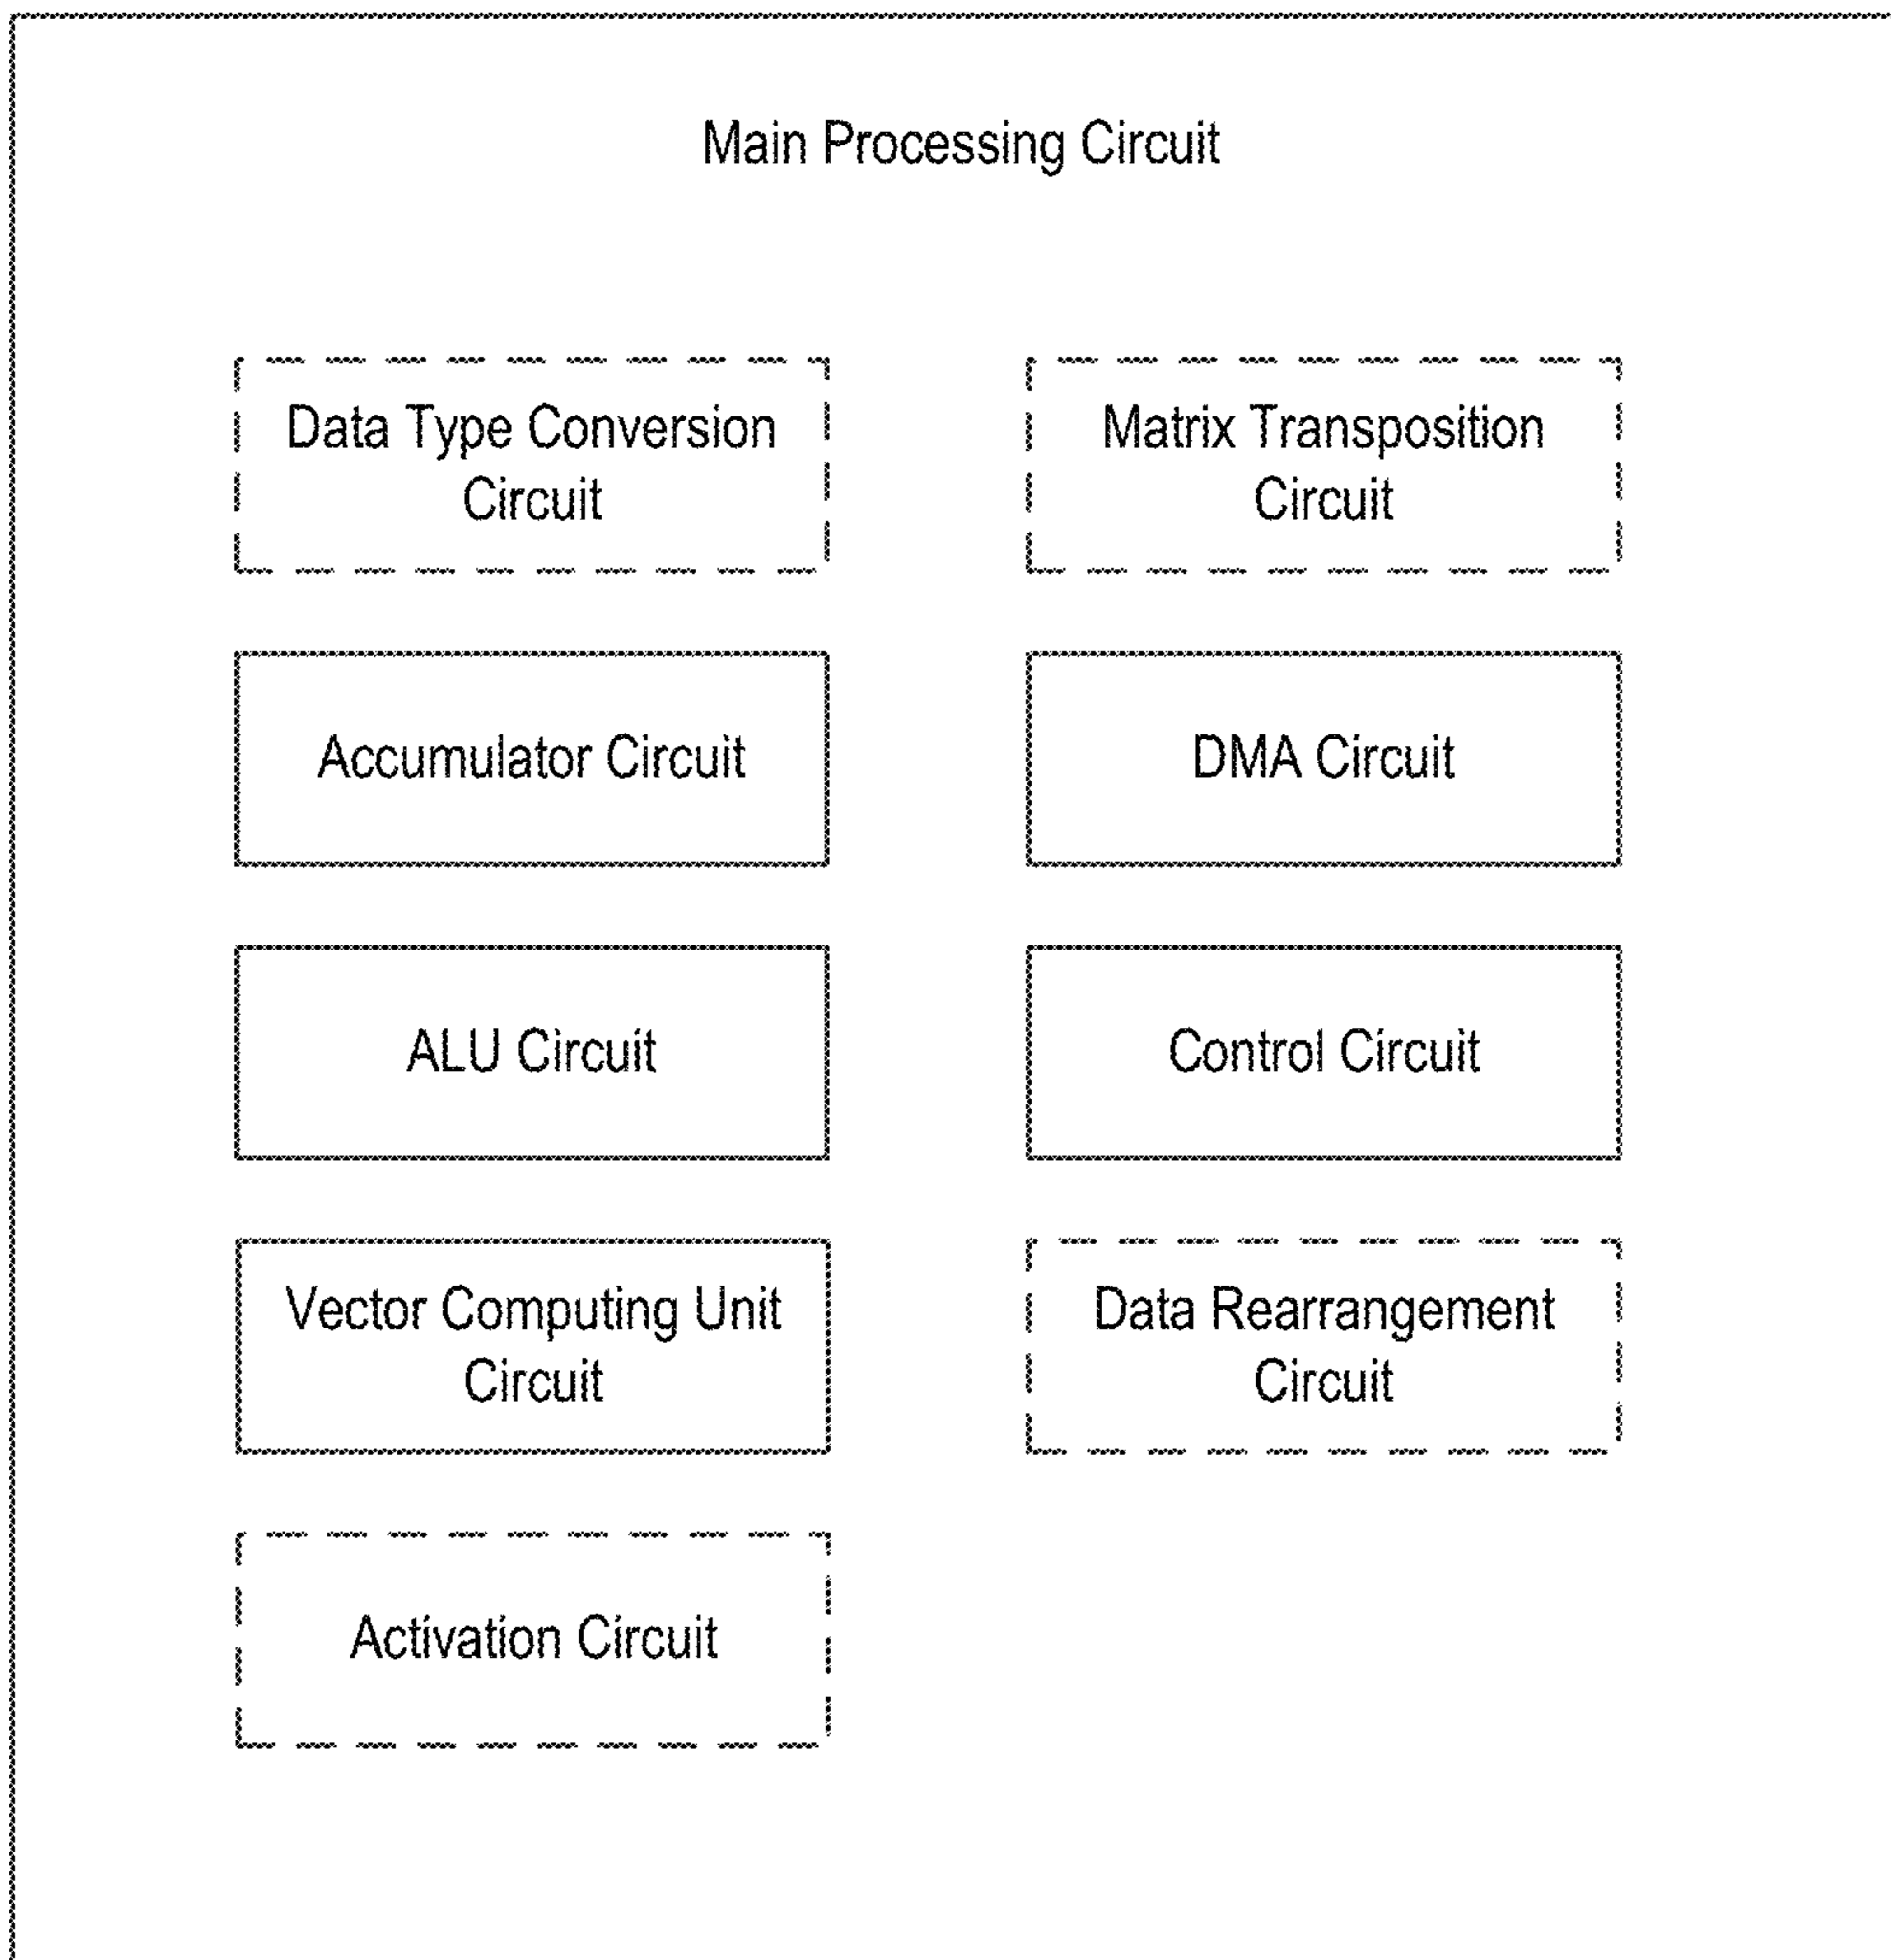 Main Processing Circuit
Data Type Conversion
Circuit
Matrix Transposition
Circuit
Accumulator Circuit
DMA Circuit
ALU Circuit
Control Circuit
Vector Computing Unit
Circuit
Data Rearrangement
Circuit
Activation Circuit